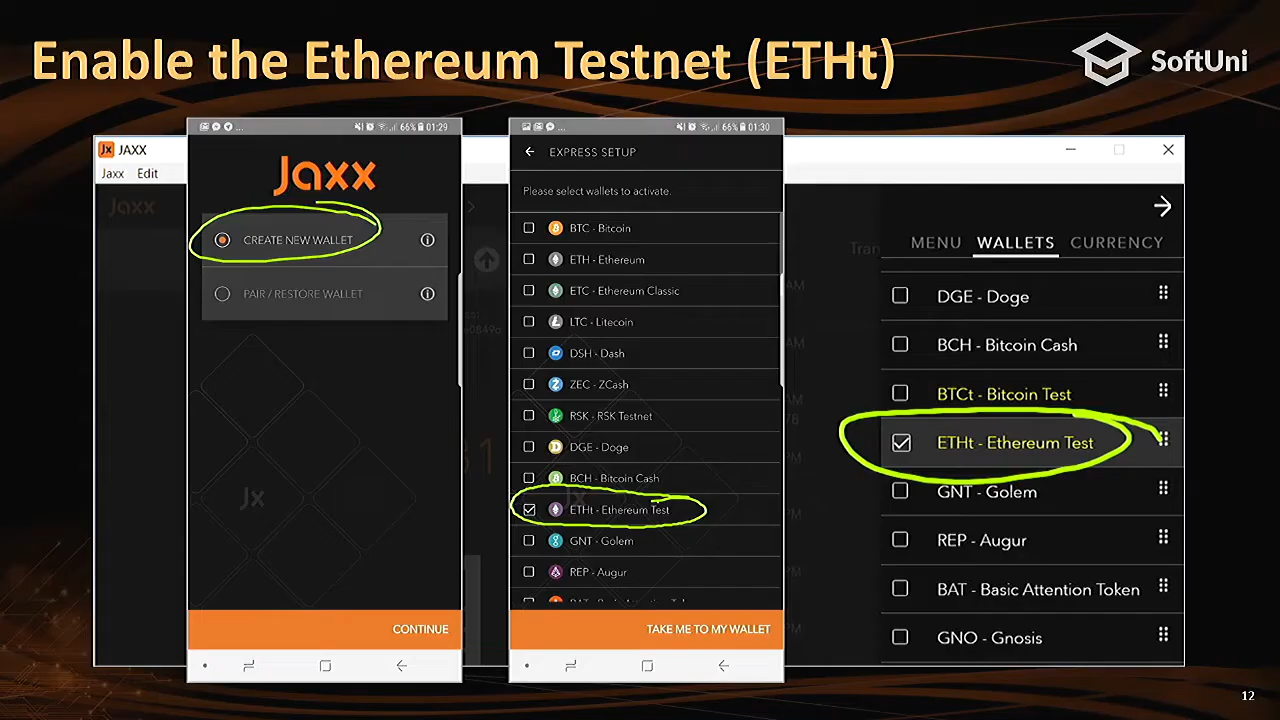 Enable the Ethereum Testnet (ETHt)
SoftUni
Jx JAXX
Jaxx Edit
Jaxx
66% 01:29
Jaxx
CREATE NEW WALLET
PAIR / RESTORE WALLET
Jx
CONTINUE
66% 01:30
EXPRESS SETUP
Please select wallets to activate.
BTC - Bitcoin
ETH - Ethereum
ETC - Ethereum Classic
LTC - Litecoin
DSH - Dash
ZEC - ZCash
RSK - RSK Testnet
DGE - Doge
BCH - Bitcoin Cash
ETHt - Ethereum Test
GNT - Golem
REP - Augur
TAKE ME TO MY WALLET
MENU WALLETS CURRENCY
DGE - Doge
BCH - Bitcoin Cash
BTCt - Bitcoin Test
ETHt - Ethereum Test
GNT - Golem
REP - Augur
BAT - Basic Attention Token
GNO - Gnosis
12